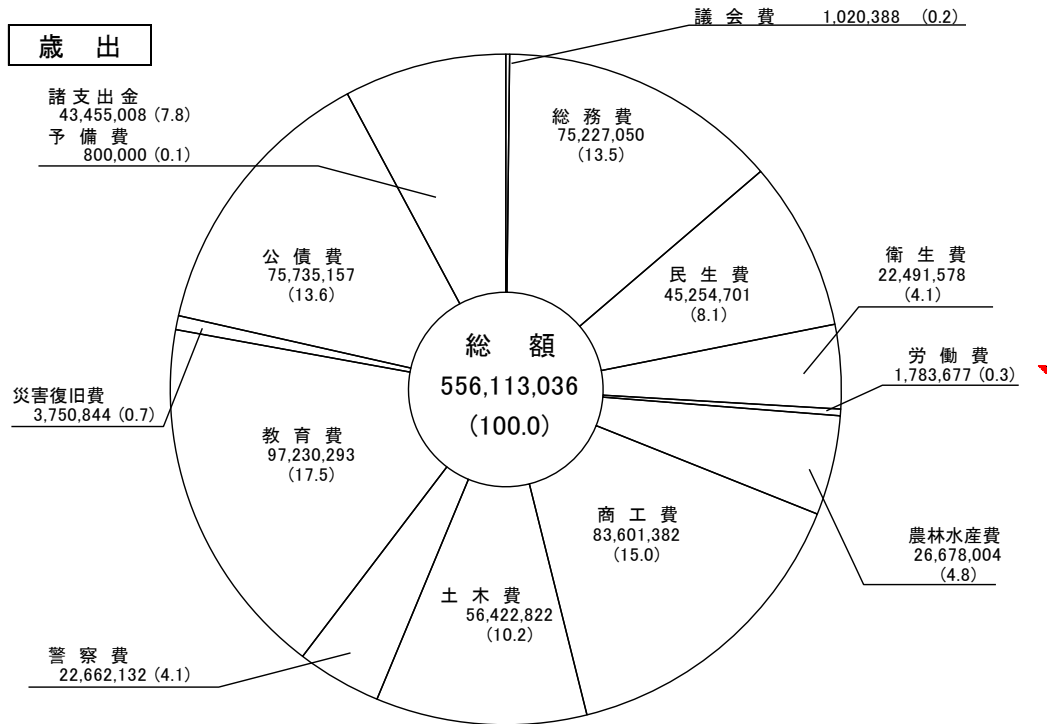 歳出
議会費 1,020,388 (0.2)
総務費
75,227,050
(13.5)
民生費
45,254,701
(8.1)
衛生費
22,491,578
(4.1)
労働費
1,783,677 (0.3)
農林水産費
26,678,004
(4.8)
商工費
83,601,382
(15.0)
土木費
56,422,822
(10.2)
警察費
22,662,132 (4.1)
教育費
97,230,293
(17.5)
災害復旧費
3,750,844 (0.7)
公債費
75,735,157
(13.6)
諸支出金
43,455,008 (7.8)
予備費
800,000 (0.1)
総額
556,113,036
(100.0)